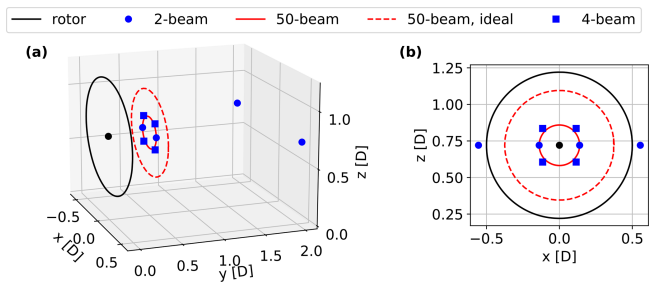 rotor 2-beam 50-beam 50-beam, ideal 4-beam
(a)
1.0
0.5
0.0
z [D]
−0.5
0.0
0.5
x [D]
0.0 0.5 1.0 1.5 2.0
y [D]
(b)
1.25
1.00
0.75
0.50
0.25
z [D]
−0.5 0.0 0.5
x [D]